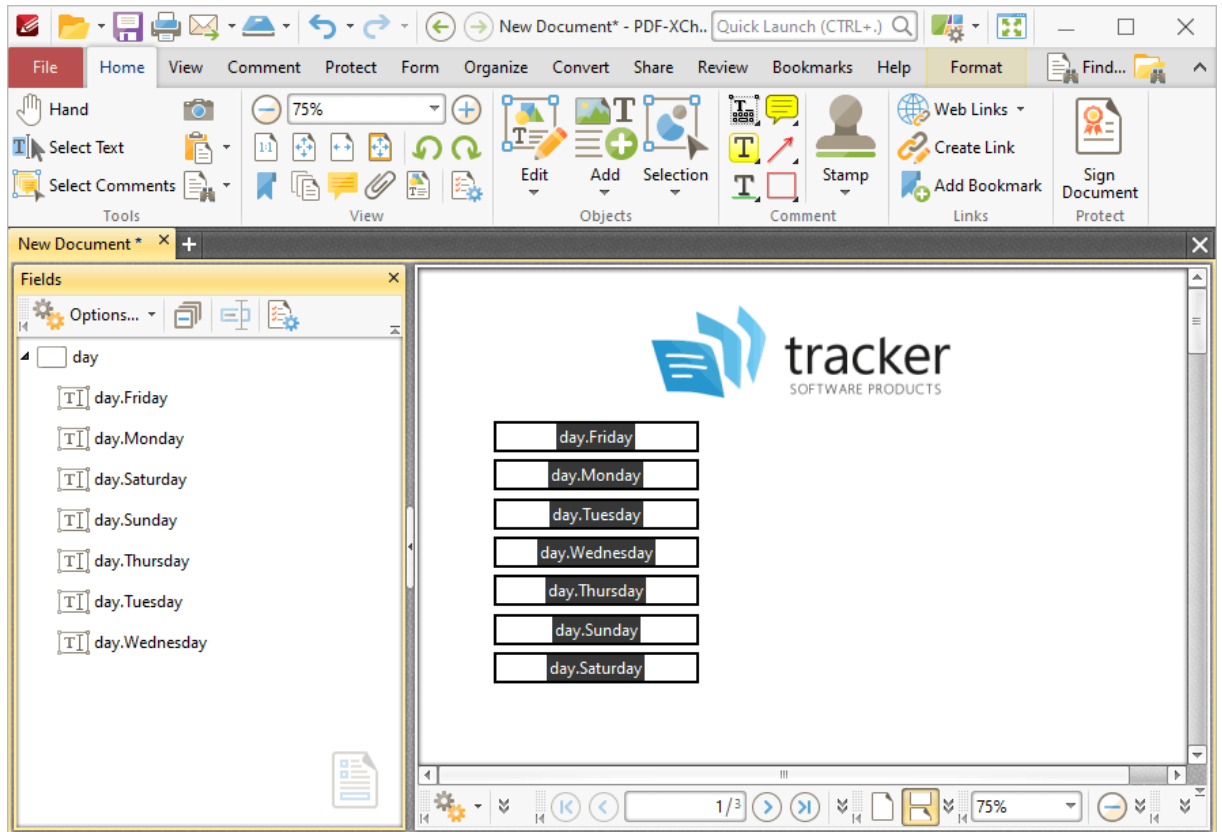 New Document* - PDF-XCh.. Quick Launch (CTRL+.)
File Home View Comment Protect Form Organize Convert Share Review Bookmarks Help Format Find...
Hand 75% T Web Links
Select Text 1:1 T Create Link
Select Comments Edit Add Selection T Stamp Add Bookmark Sign Document
Tools View Objects Comment Links Protect
New Document *
Fields
Options...
day
day.Friday
day.Monday
day.Saturday
day.Sunday
day.Thursday
day.Tuesday
day.Wednesday
tracker
SOFTWARE PRODUCTS
day.Friday
day.Monday
day.Tuesday
day.Wednesday
day.Thursday
day.Sunday
day.Saturday
1/3 75%